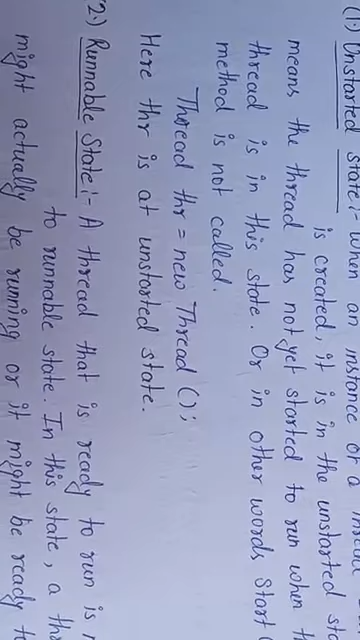 (1.) Unstarted State: When an instance of a
is created, it is in the unstarted
means the thread has not yet started to run when
thread is in this state. Or in other words Start
method is not called.
Thread thr = new Thread ();
Here thr is at unstarted state.
2.) Runnable State:- A thread that is ready to run is
to runnable state. In this state, a
might actually be running or it might be ready